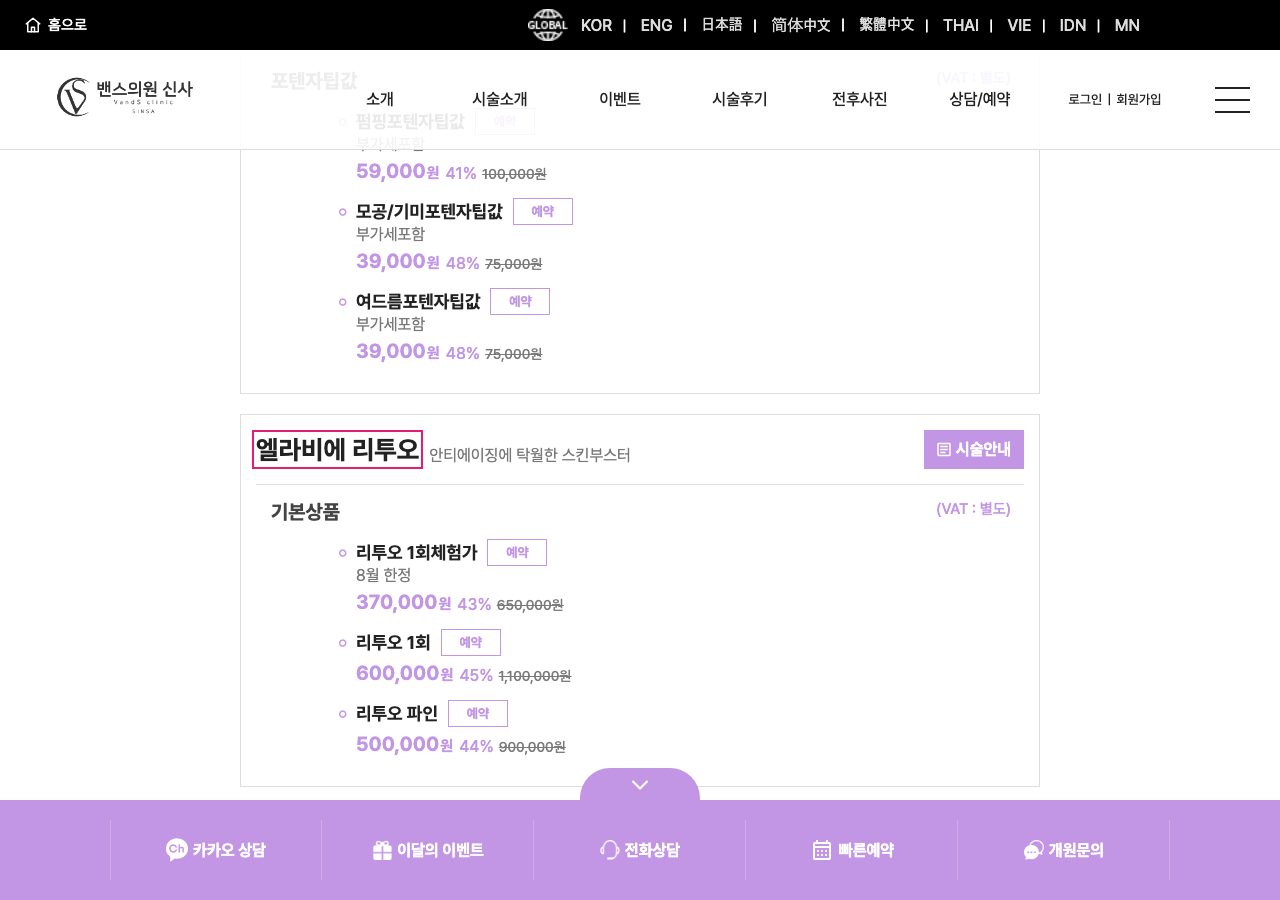 홈으로
GLOBAL KOR | ENG | 日本語 | 简体中文 | 繁體中文 | THAI | VIE | IDN | MN
포텐자팁값 (VAT : 별도)
밴스의원 신사
VandS clinic
SINSA
소개 시술소개 이벤트 시술후기 전후사진 상담/예약 로그인 | 회원가입
펌핑포텐자팁값 예약
부가세포함
59,000원 41% 100,000원
모공/기미포텐자팁값 예약
부가세포함
39,000원 48% 75,000원
여드름포텐자팁값 예약
부가세포함
39,000원 48% 75,000원
엘라비에 리투오 안티에이징에 탁월한 스킨부스터 시술안내
기본상품 (VAT : 별도)
리투오 1회체험가 예약
8월 한정
370,000원 43% 650,000원
리투오 1회 예약
600,000원 45% 1,100,000원
리투오 파인 예약
500,000원 44% 900,000원
Ch 카카오 상담 이달의 이벤트 전화상담 빠른예약 개원문의